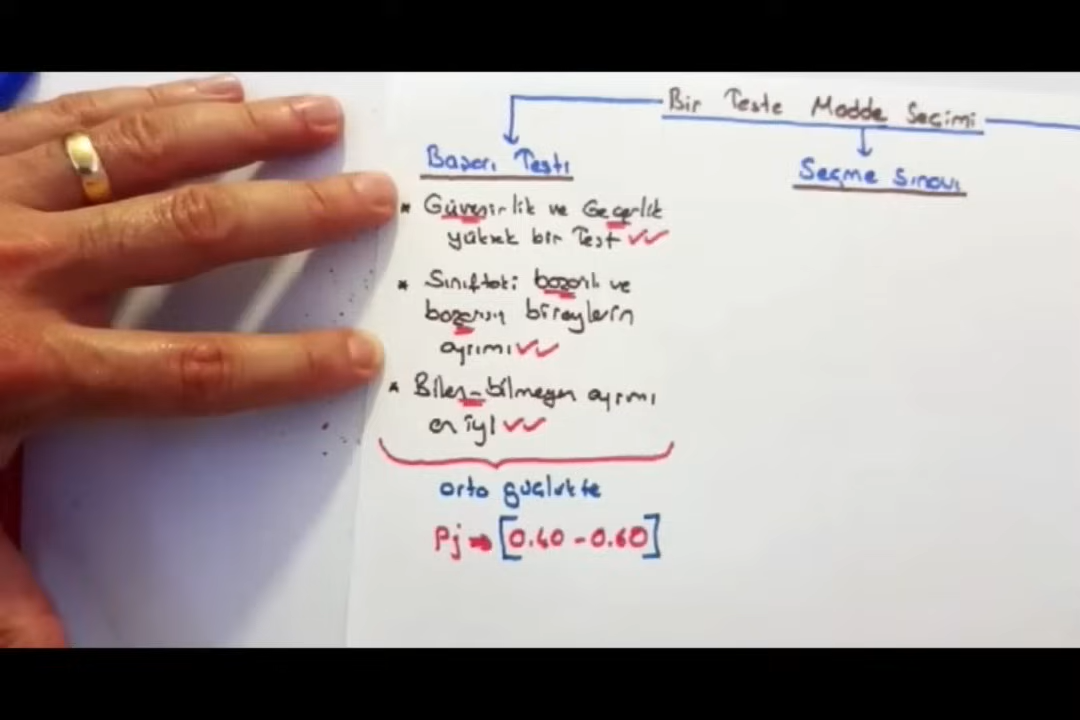 Bir Teste Madde Seçimi
Başarı Testi
Seçme Sınavı
* Güvenirlik ve Geçerlik
yüksek bir Test ✓✓
* Sınıftaki başarılı ve
başarısız bireylerin
ayrımı ✓✓
* Bilen-bilmeyen ayrımı
en iyi ✓✓
orta güçlükte
Pj → [0.40 - 0.60]